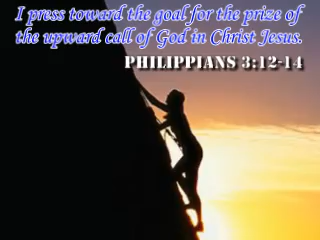 I press toward the goal for the prize of
the upward call of God in Christ Jesus.
PHILIPPIANS 3:12-14